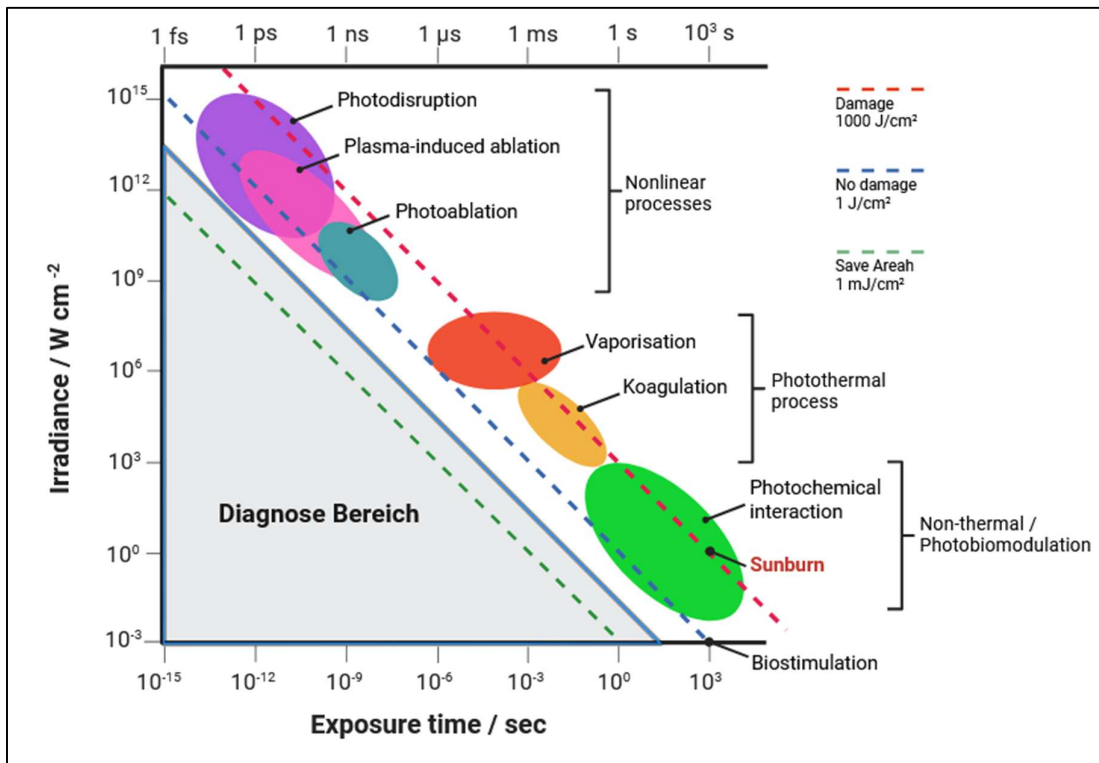 1 fs 1 ps 1 ns 1 µs 1 ms 1 s 10³ s
10¹⁵
10¹²
10⁹
10⁶
10³
10⁰
10⁻³
Irradiance / W cm⁻²
Photodisruption
Plasma-induced ablation
Photoablation
Nonlinear
processes
Vaporisation
Koagulation
Photothermal
process
Photochemical
interaction
Sunburn
Non-thermal /
Photobiomodulation
Biostimulation
Diagnose Bereich
Damage
1000 J/cm²
No damage
1 J/cm²
Save Areah
1 mJ/cm²
10⁻¹⁵ 10⁻¹² 10⁻⁹ 10⁻⁶ 10⁻³ 10⁰ 10³
Exposure time / sec